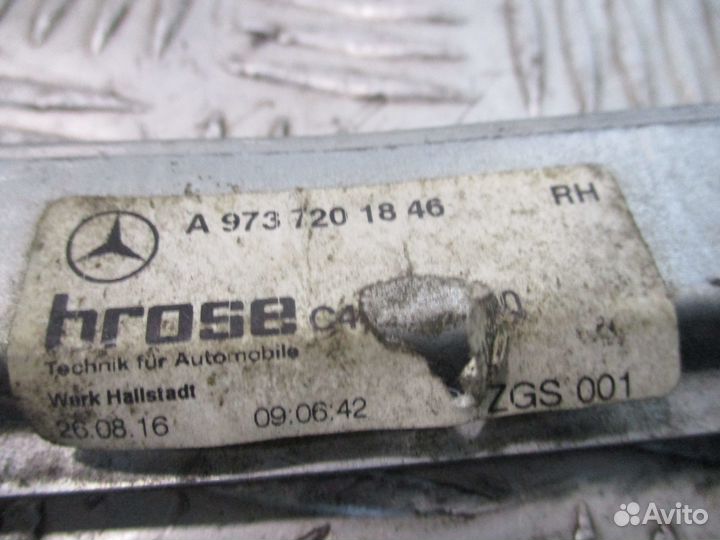 A 973 720 18 46 RH
brose
Technik für Automobile
Werk Hallstadt
26.08.16 09:06:42 ZGS 001
Avito